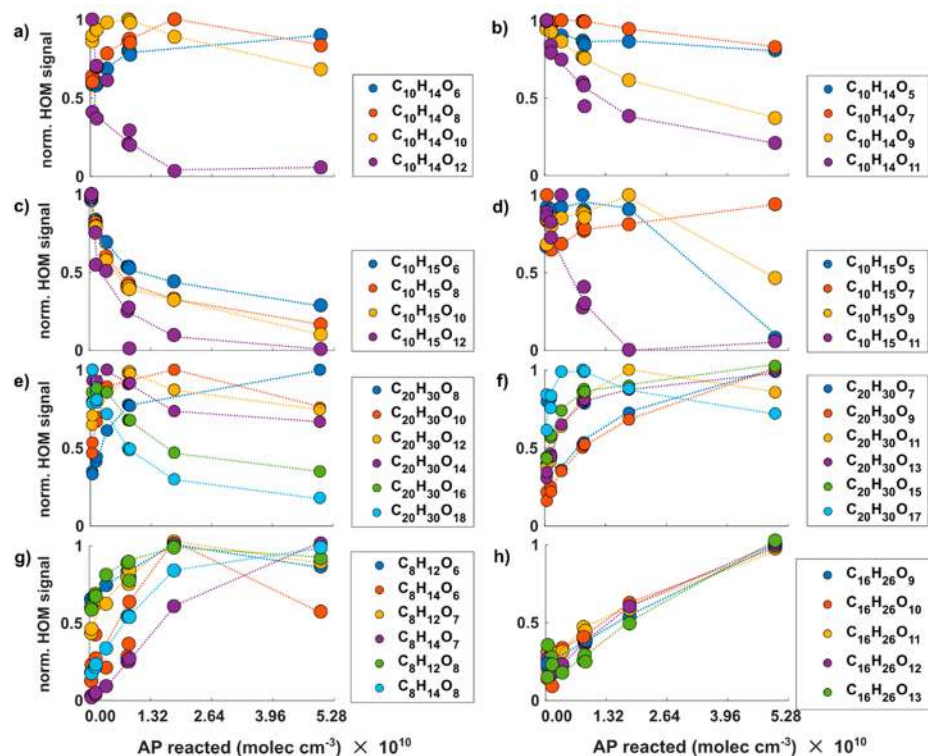 a)
norm. HOM signal
1
0.5
0
C₁₀H₁₄O₆
C₁₀H₁₄O₈
C₁₀H₁₄O₁₀
C₁₀H₁₄O₁₂
b)
1
0.5
0
C₁₀H₁₄O₅
C₁₀H₁₄O₇
C₁₀H₁₄O₉
C₁₀H₁₄O₁₁
c)
norm. HOM signal
1
0.5
0
C₁₀H₁₅O₆
C₁₀H₁₅O₈
C₁₀H₁₅O₁₀
C₁₀H₁₅O₁₂
d)
1
0.5
0
C₁₀H₁₅O₅
C₁₀H₁₅O₇
C₁₀H₁₅O₉
C₁₀H₁₅O₁₁
e)
norm. HOM signal
1
0.5
0
C₂₀H₃₀O₈
C₂₀H₃₀O₁₀
C₂₀H₃₀O₁₂
C₂₀H₃₀O₁₄
C₂₀H₃₀O₁₆
C₂₀H₃₀O₁₈
f)
1
0.5
0
C₂₀H₃₀O₇
C₂₀H₃₀O₉
C₂₀H₃₀O₁₁
C₂₀H₃₀O₁₃
C₂₀H₃₀O₁₅
C₂₀H₃₀O₁₇
g)
norm. HOM signal
1
0.5
0
C₈H₁₂O₆
C₈H₁₄O₆
C₈H₁₂O₇
C₈H₁₄O₇
C₈H₁₂O₈
C₈H₁₄O₈
0.00 1.32 2.64 3.96 5.28
AP reacted (molec cm⁻³) × 10¹⁰
h)
1
0.5
0
C₁₆H₂₆O₉
C₁₆H₂₆O₁₀
C₁₆H₂₆O₁₁
C₁₆H₂₆O₁₂
C₁₆H₂₆O₁₃
0.00 1.32 2.64 3.96 5.28
AP reacted (molec cm⁻³) × 10¹⁰